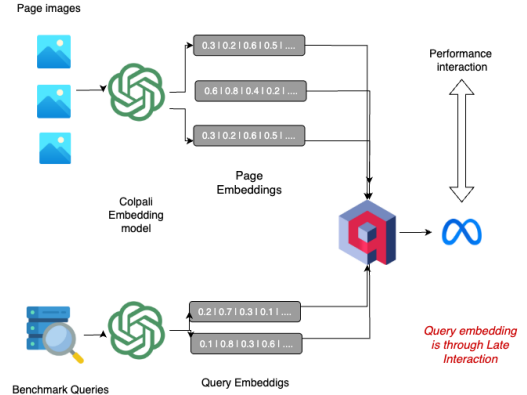 Page images
0.3 | 0.2 | 0.6 | 0.5 | ....
0.6 | 0.8 | 0.4 | 0.2 | ....
0.3 | 0.2 | 0.6 | 0.5 | ....
Performance
interaction
Page
Embeddings
Colpali
Embedding
model
0.2 | 0.7 | 0.3 | 0.1 | ....
0.1 | 0.8 | 0.3 | 0.6 | ....
Query embedding
is through Late
Interaction
Benchmark Queries
Query Embeddigs